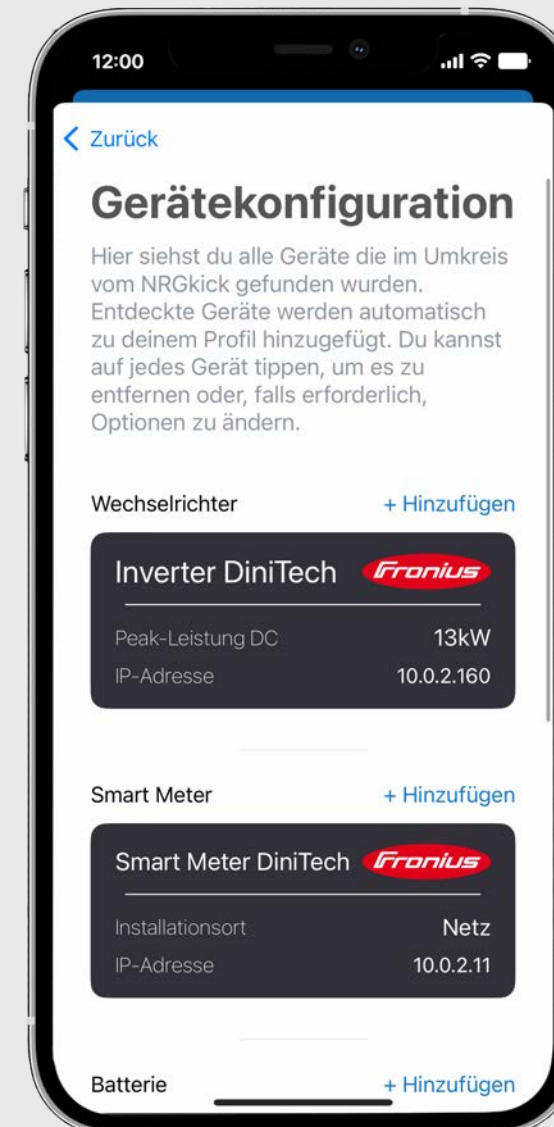 12:00
Zurück
Gerätekonfiguration
Hier siehst du alle Geräte die im Umkreis
vom NRGkick gefunden wurden.
Entdeckte Geräte werden automatisch
zu deinem Profil hinzugefügt. Du kannst
auf jedes Gerät tippen, um es zu
entfernen oder, falls erforderlich,
Optionen zu ändern.
Wechselrichter + Hinzufügen
Inverter DiniTech Fronius
Peak-Leistung DC 13kW
IP-Adresse 10.0.2.160
Smart Meter + Hinzufügen
Smart Meter DiniTech Fronius
Installationsort Netz
IP-Adresse 10.0.2.11
Batterie + Hinzufügen